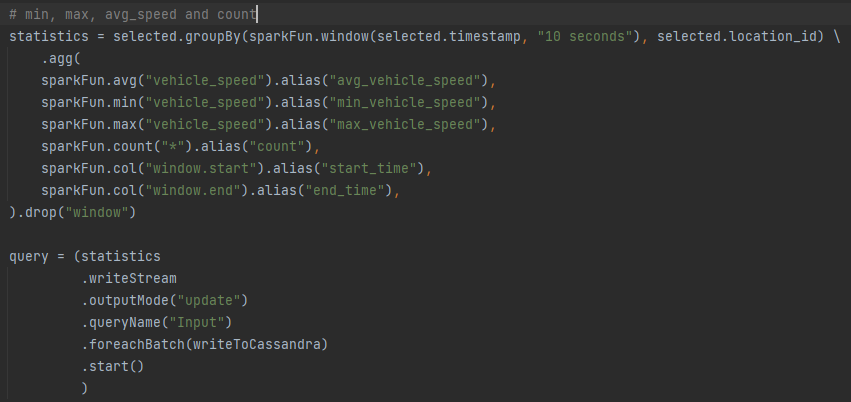 # min, max, avg_speed and count
statistics = selected.groupBy(sparkFun.window(selected.timestamp, "10 seconds"), selected.location_id) \
    .agg(
    sparkFun.avg("vehicle_speed").alias("avg_vehicle_speed"),
    sparkFun.min("vehicle_speed").alias("min_vehicle_speed"),
    sparkFun.max("vehicle_speed").alias("max_vehicle_speed"),
    sparkFun.count("*").alias("count"),
    sparkFun.col("window.start").alias("start_time"),
    sparkFun.col("window.end").alias("end_time"),
).drop("window")

query = (statistics
         .writeStream
         .outputMode("update")
         .queryName("Input")
         .foreachBatch(writeToCassandra)
         .start()
         )